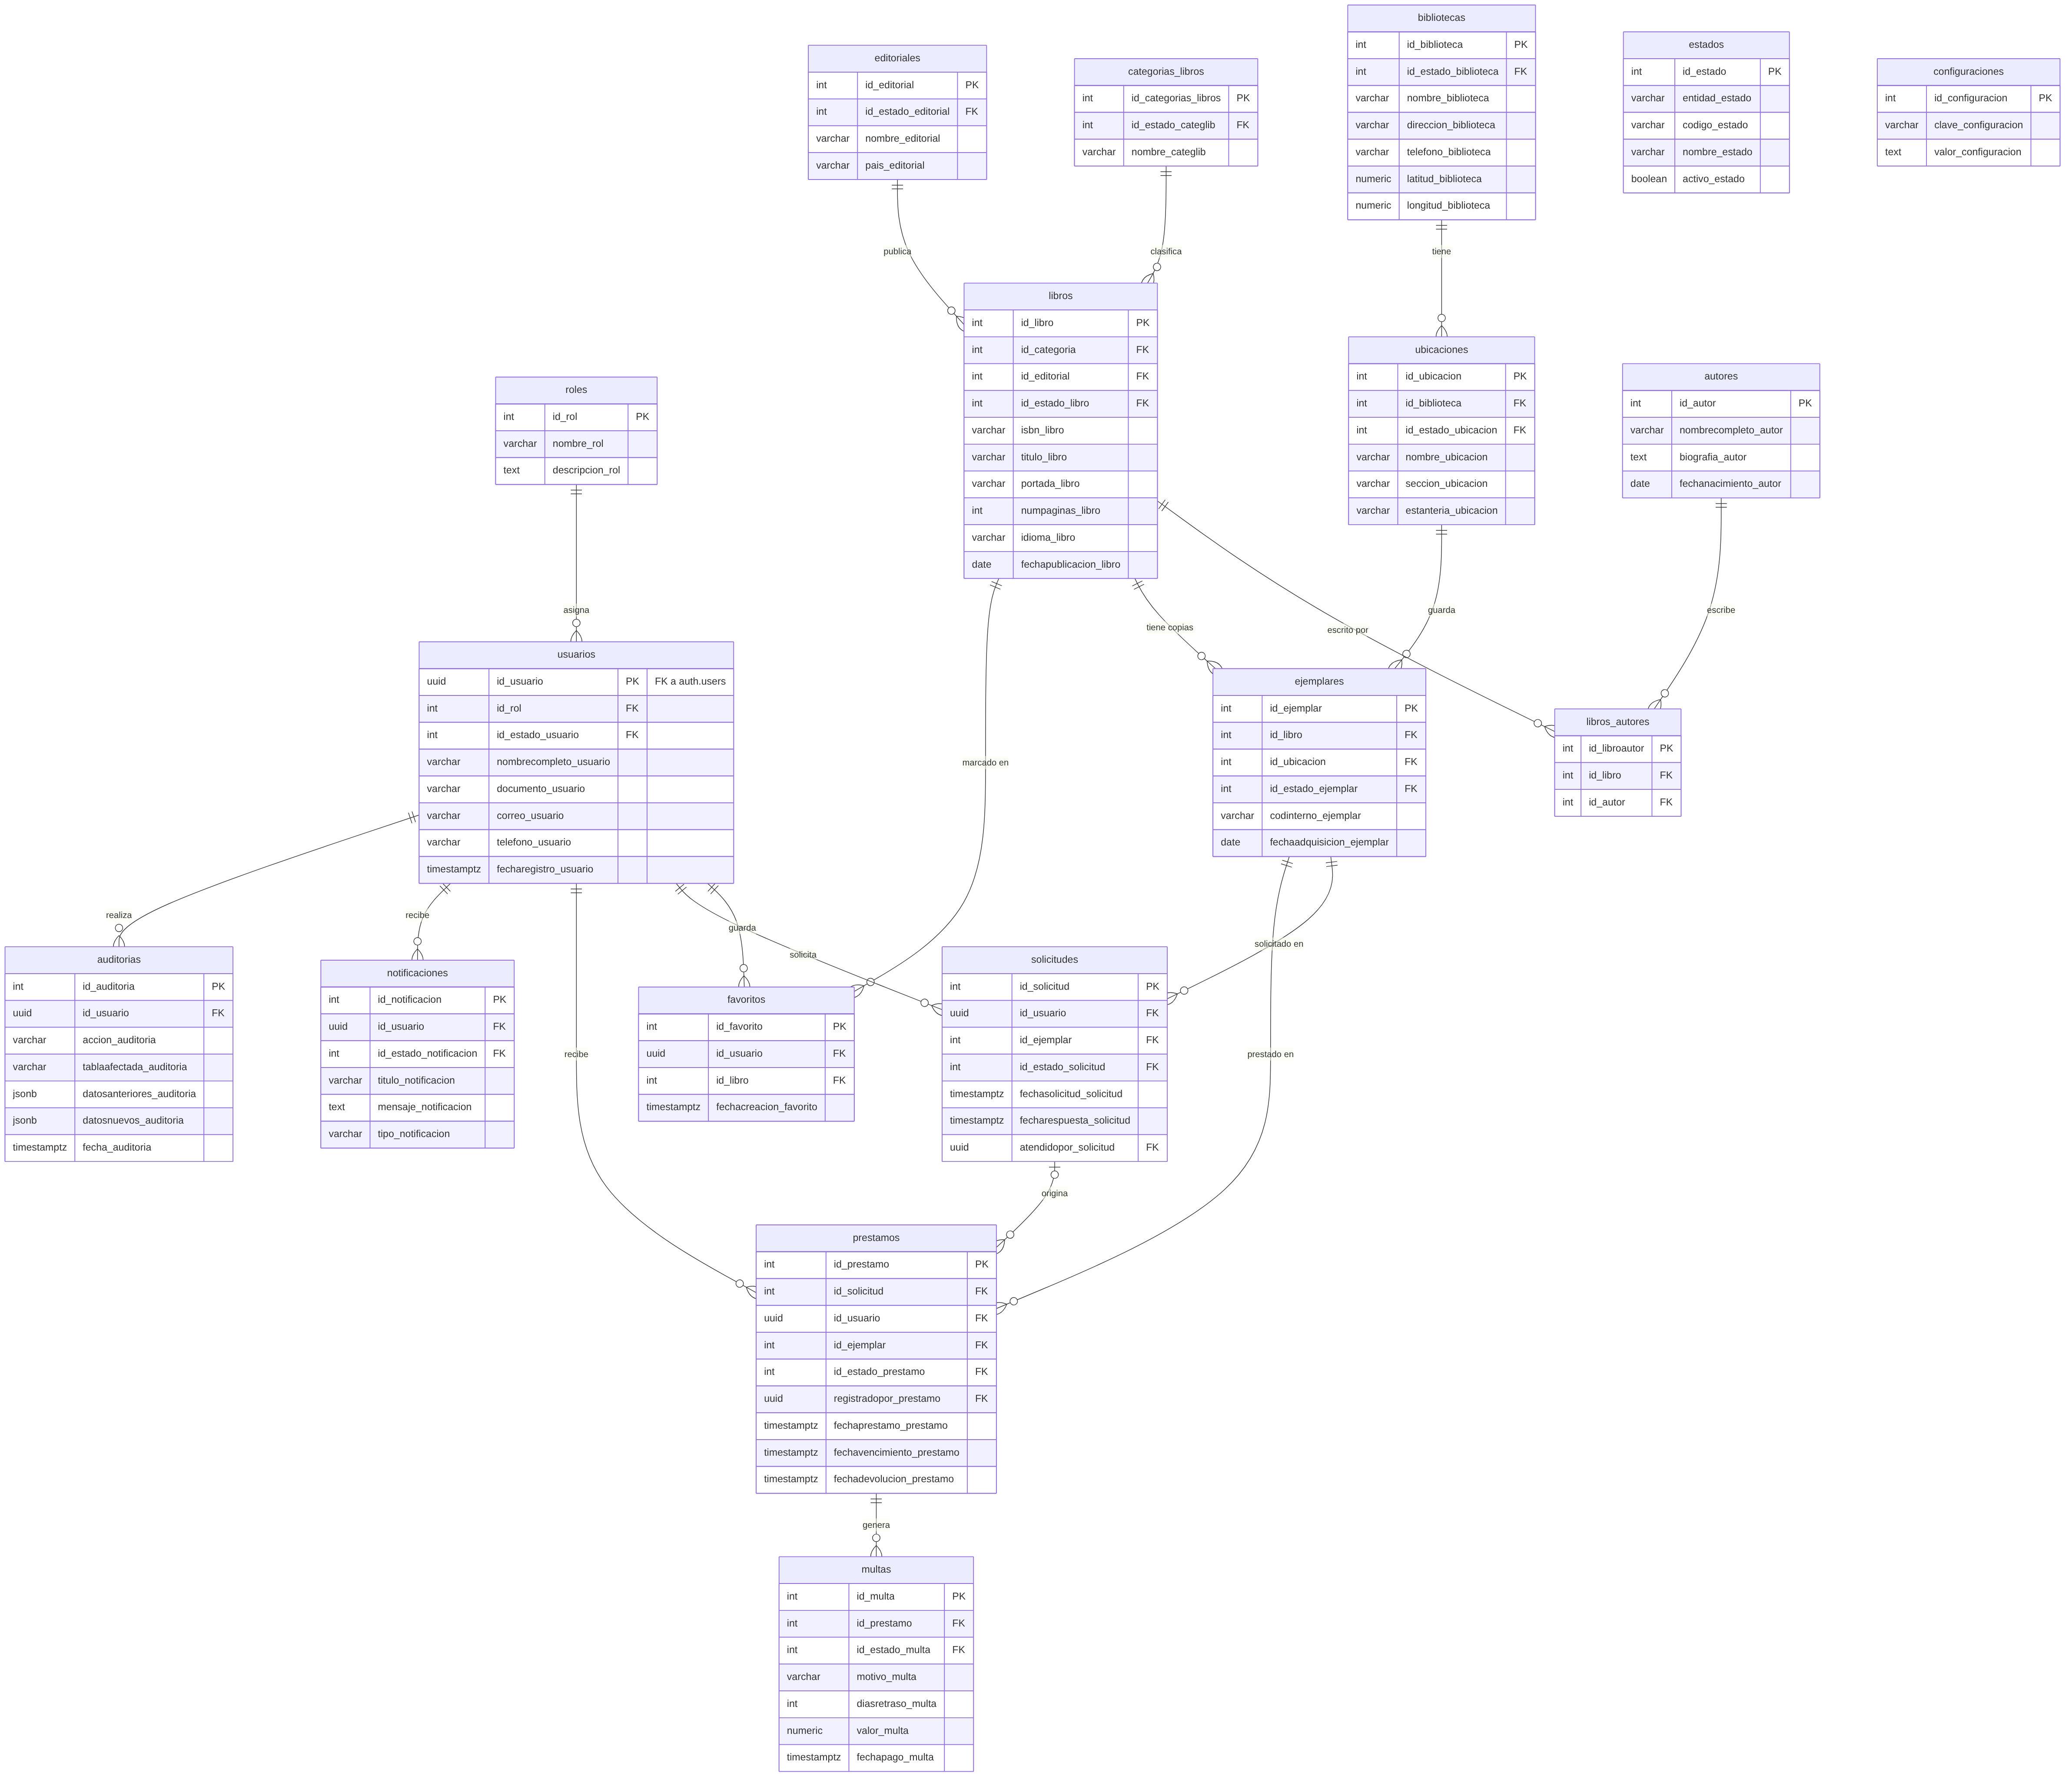 bibliotecas
int id_biblioteca PK
int id_estado_biblioteca FK
varchar nombre_biblioteca
varchar direccion_biblioteca
varchar telefono_biblioteca
numeric latitud_biblioteca
numeric longitud_biblioteca
estados
int id_estado PK
varchar entidad_estado
varchar codigo_estado
varchar nombre_estado
boolean activo_estado
editoriales
int id_editorial PK
int id_estado_editorial FK
varchar nombre_editorial
varchar pais_editorial
categorias_libros
int id_categorias_libros PK
int id_estado_categlib FK
varchar nombre_categlib
configuraciones
int id_configuracion PK
varchar clave_configuracion
text valor_configuracion
publica
clasifica
tiene
libros
int id_libro PK
int id_categoria FK
int id_editorial FK
int id_estado_libro FK
varchar isbn_libro
varchar titulo_libro
varchar portada_libro
int numpaginas_libro
varchar idioma_libro
date fechapublicacion_libro
ubicaciones
int id_ubicacion PK
int id_biblioteca FK
int id_estado_ubicacion FK
varchar nombre_ubicacion
varchar seccion_ubicacion
varchar estanteria_ubicacion
autores
int id_autor PK
varchar nombrecompleto_autor
text biografia_autor
date fechanacimiento_autor
roles
int id_rol PK
varchar nombre_rol
text descripcion_rol
asigna
tiene copias
escrito por
guarda
escribe
usuarios
uuid id_usuario PK FK a auth.users
int id_rol FK
int id_estado_usuario FK
varchar nombrecompleto_usuario
varchar documento_usuario
varchar correo_usuario
varchar telefono_usuario
timestamptz fecharegistro_usuario
marcado en
ejemplares
int id_ejemplar PK
int id_libro FK
int id_ubicacion FK
int id_estado_ejemplar FK
varchar codinterno_ejemplar
date fechaadquisicion_ejemplar
libros_autores
int id_libroautor PK
int id_libro FK
int id_autor FK
realiza
recibe
guarda
solicita
solicitado en
auditorias
int id_auditoria PK
uuid id_usuario FK
varchar accion_auditoria
varchar tablaafectada_auditoria
jsonb datosanteriores_auditoria
jsonb datosnuevos_auditoria
timestamptz fecha_auditoria
notificaciones
int id_notificacion PK
uuid id_usuario FK
int id_estado_notificacion FK
varchar titulo_notificacion
text mensaje_notificacion
varchar tipo_notificacion
recibe
favoritos
int id_favorito PK
uuid id_usuario FK
int id_libro FK
timestamptz fechacreacion_favorito
solicitudes
int id_solicitud PK
uuid id_usuario FK
int id_ejemplar FK
int id_estado_solicitud FK
timestamptz fechasolicitud_solicitud
timestamptz fecharespuesta_solicitud
uuid atendidopor_solicitud FK
prestado en
origina
prestamos
int id_prestamo PK
int id_solicitud FK
uuid id_usuario FK
int id_ejemplar FK
int id_estado_prestamo FK
uuid registradopor_prestamo FK
timestamptz fechaprestamo_prestamo
timestamptz fechavencimiento_prestamo
timestamptz fechadevolucion_prestamo
genera
multas
int id_multa PK
int id_prestamo FK
int id_estado_multa FK
varchar motivo_multa
int diasretraso_multa
numeric valor_multa
timestamptz fechapago_multa